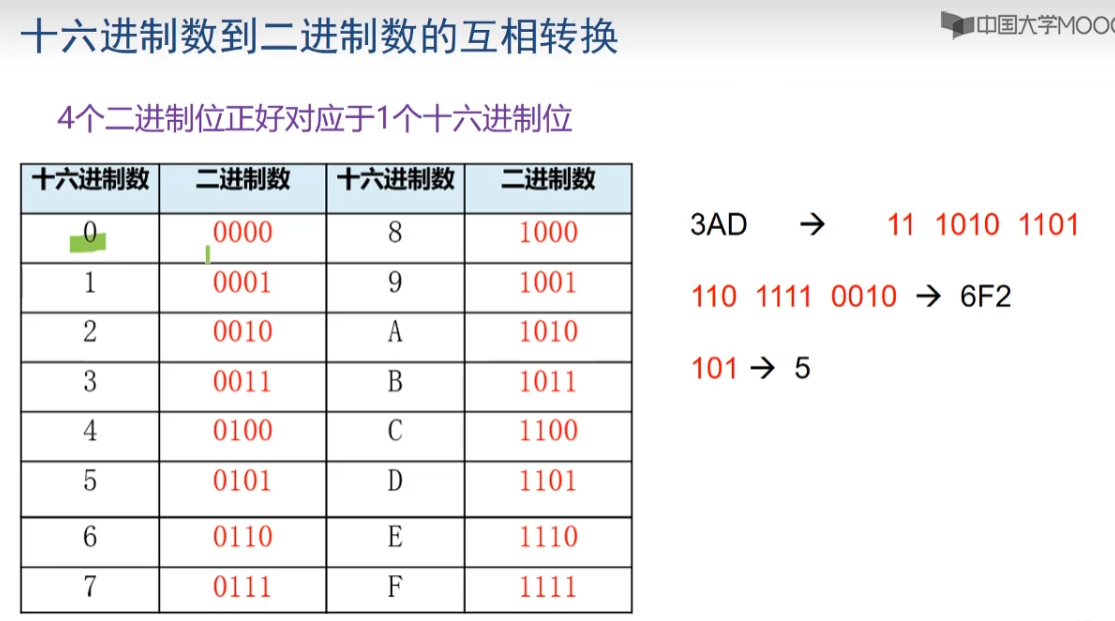 十六进制数到二进制数的互相转换
中国大学MOOC
4个二进制位正好对应于1个十六进制位
十六进制数 二进制数 十六进制数 二进制数
0 0000 8 1000
1 0001 9 1001
2 0010 A 1010
3 0011 B 1011
4 0100 C 1100
5 0101 D 1101
6 0110 E 1110
7 0111 F 1111
3AD → 11 1010 1101
110 1111 0010 → 6F2
101 → 5